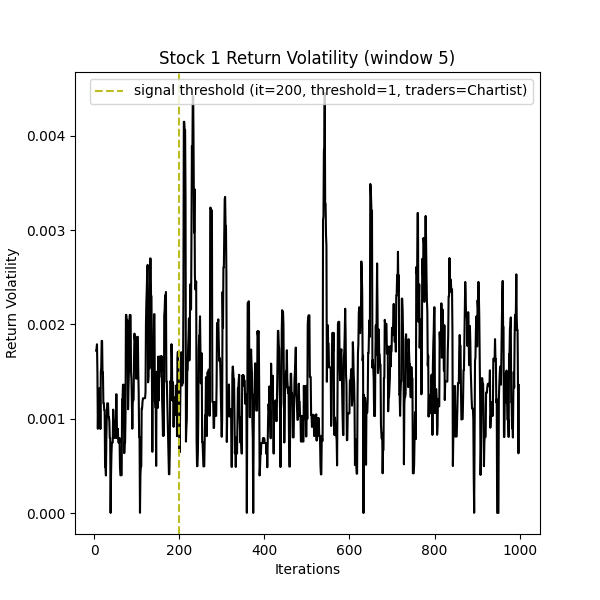 Stock 1 Return Volatility (window 5)
signal threshold (it=200, threshold=1, traders=Chartist)
0.004
0.003
0.002
0.001
0.000
Return Volatility
0 200 400 600 800 1000
Iterations